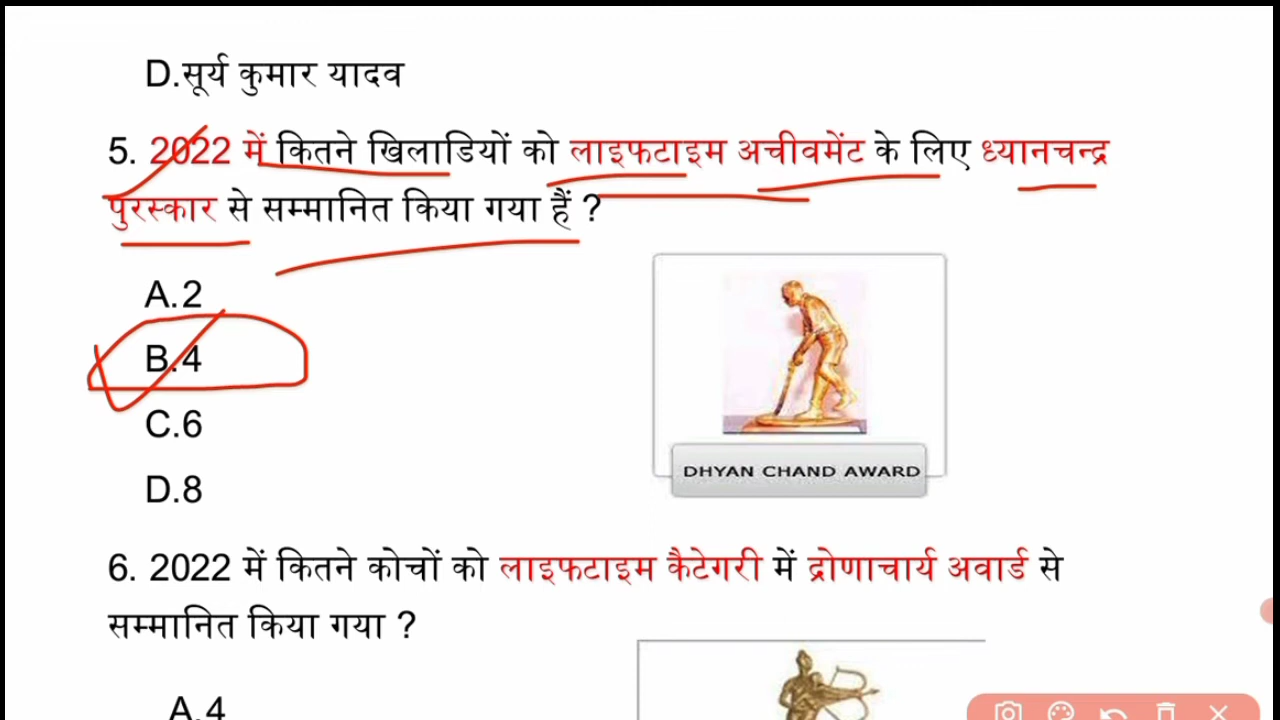 D.सूर्य कुमार यादव
5. 2022 में कितने खिलाडियों को लाइफटाइम अचीवमेंट के लिए ध्यानचन्द्र
पुरस्कार से सम्मानित किया गया हैं ?
A.2
B.4
C.6
D.8
DHYAN CHAND AWARD
6. 2022 में कितने कोचों को लाइफटाइम कैटेगरी में द्रोणाचार्य अवार्ड से
सम्मानित किया गया ?
A.4